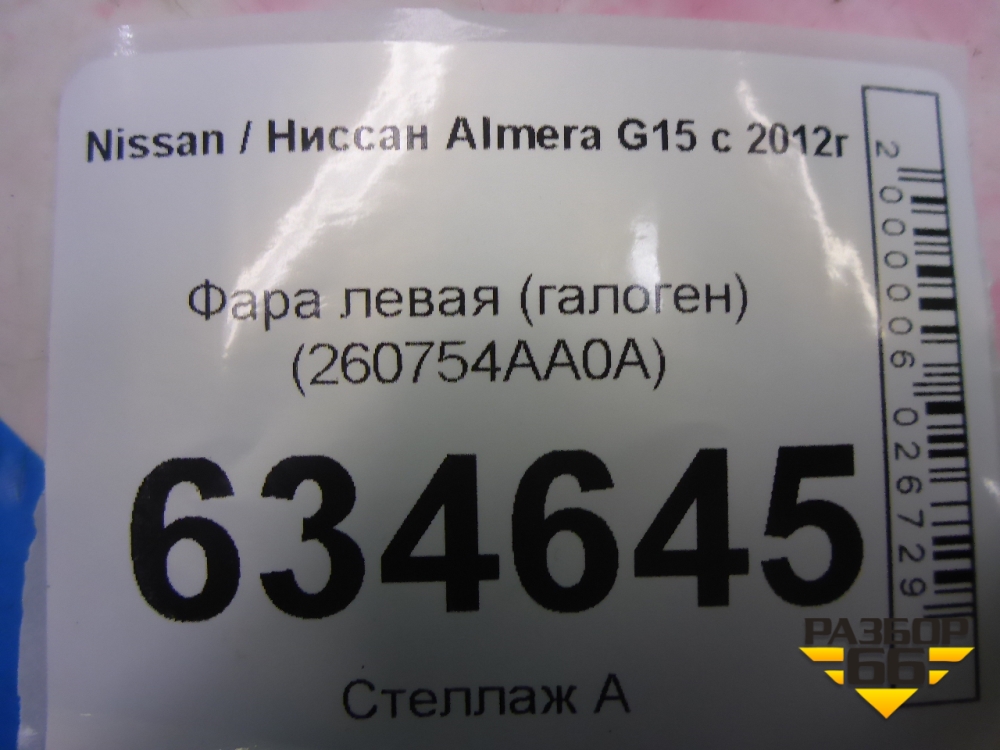 Nissan / Ниссан Almera G15 с 2012г
Фара левая (галоген)
(260754AA0A)
634645
Стеллаж А
2000006026729
РАЗБОР
66